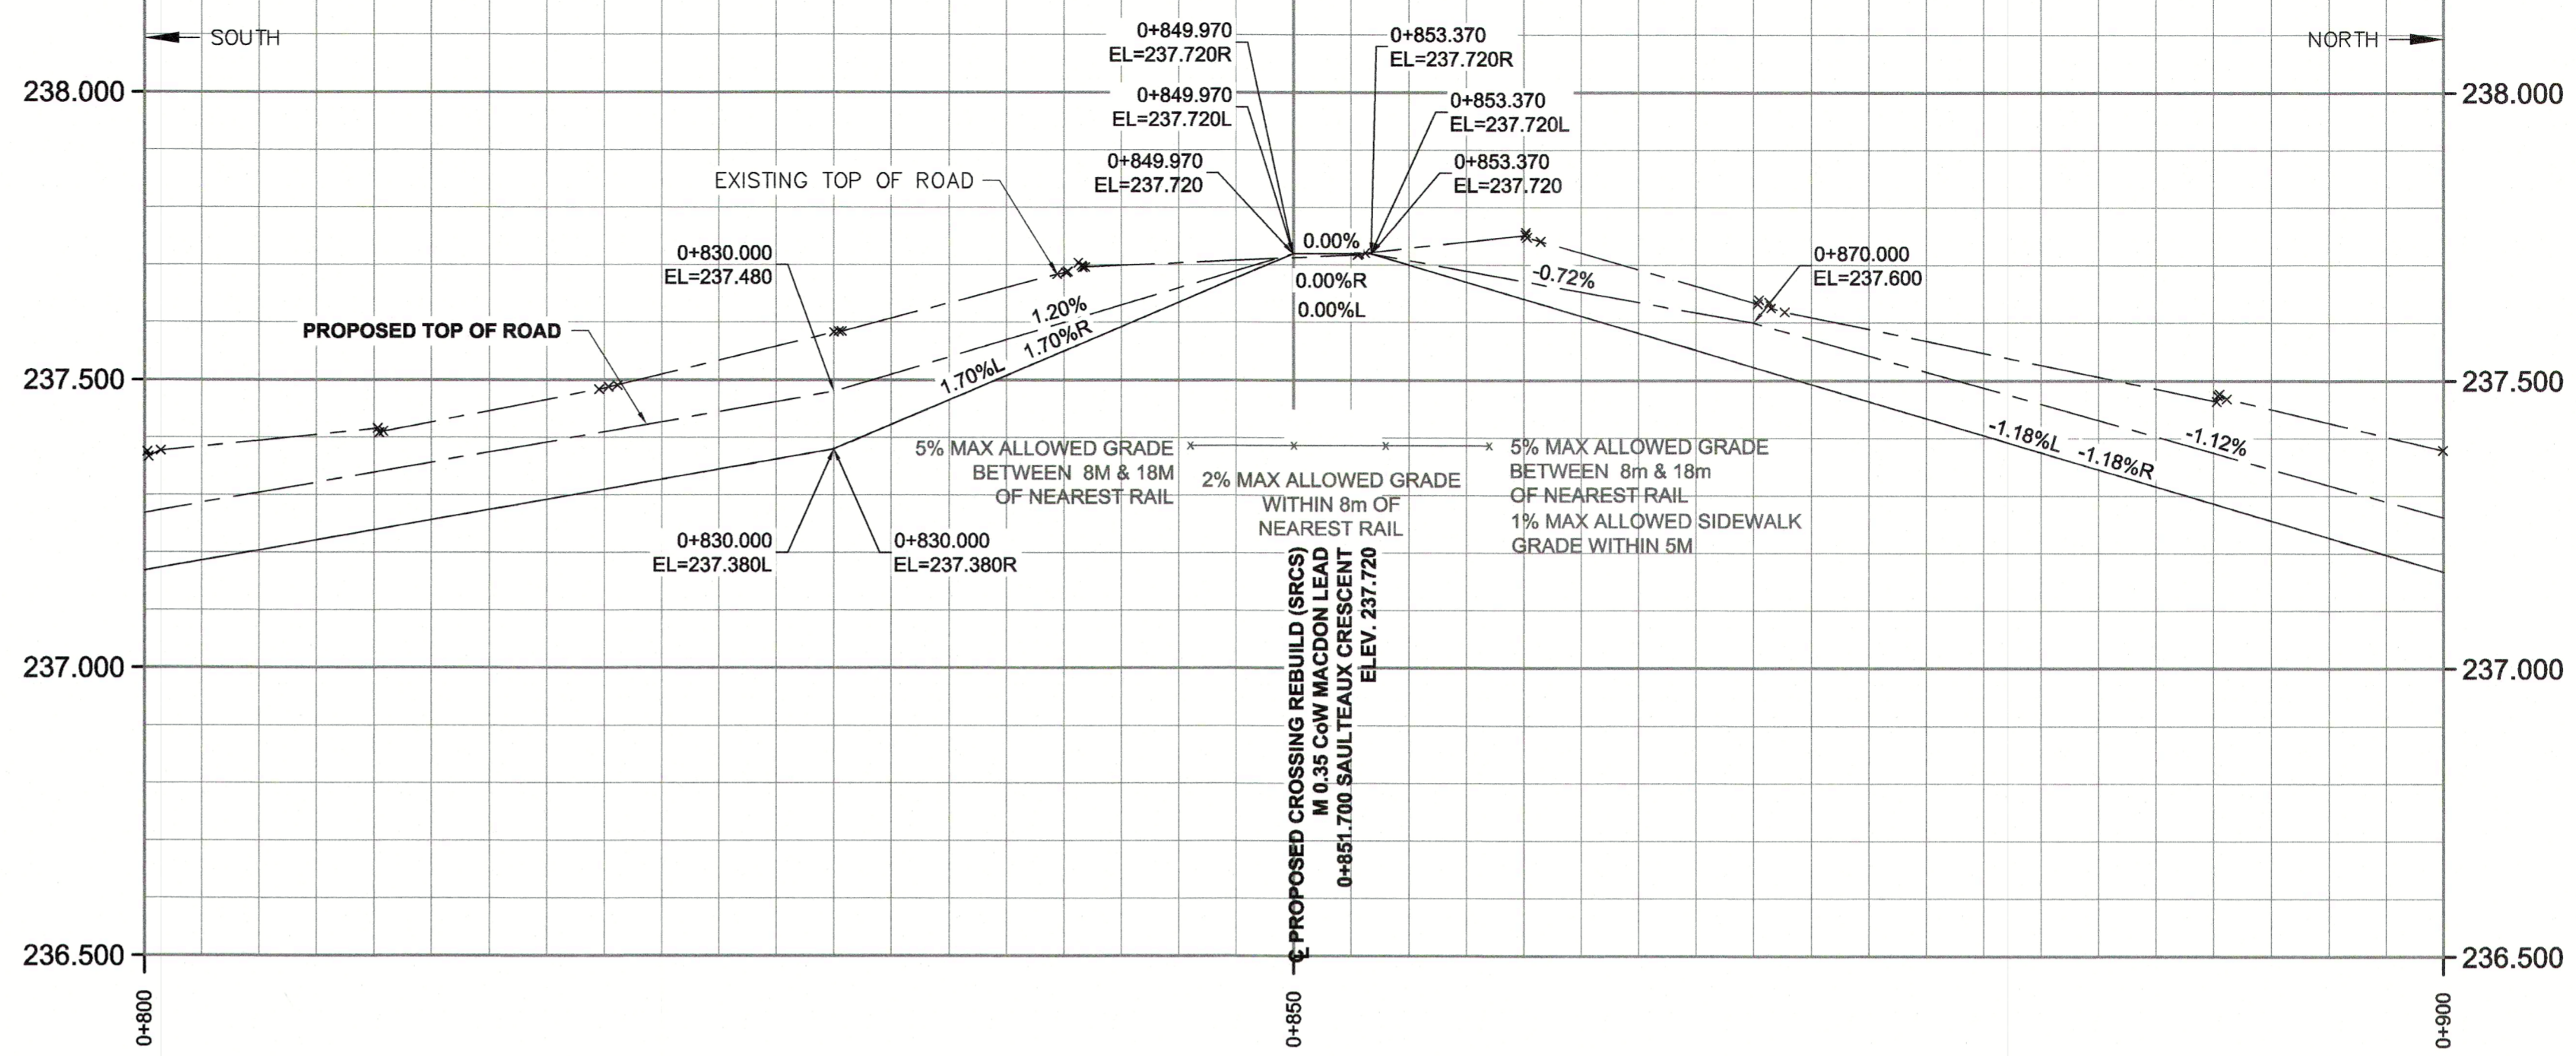 SOUTH
NORTH
238.000
238.000
0+849.970
EL=237.720R
0+849.970
EL=237.720L
0+849.970
EL=237.720
0+853.370
EL=237.720R
0+853.370
EL=237.720L
0+853.370
EL=237.720
EXISTING TOP OF ROAD
0+830.000
EL=237.480
PROPOSED TOP OF ROAD
0.00%
0.00%R
0.00%L
1.20%
1.70%R
1.70%L
-0.72%
0+870.000
EL=237.600
237.500
237.500
-1.18%L
-1.18%R
-1.12%
5% MAX ALLOWED GRADE
BETWEEN 8M & 18M
OF NEAREST RAIL
2% MAX ALLOWED GRADE
WITHIN 8m OF
NEAREST RAIL
5% MAX ALLOWED GRADE
BETWEEN 8m & 18m
OF NEAREST RAIL
1% MAX ALLOWED SIDEWALK
GRADE WITHIN 5M
0+830.000
EL=237.380L
0+830.000
EL=237.380R
℄ PROPOSED CROSSING REBUILD (SRCS)
M 0.35 CoW MACDON LEAD
0+851.700 SAULTEAUX CRESCENT
ELEV. 237.720
237.000
237.000
236.500
236.500
0+800
0+850
0+900